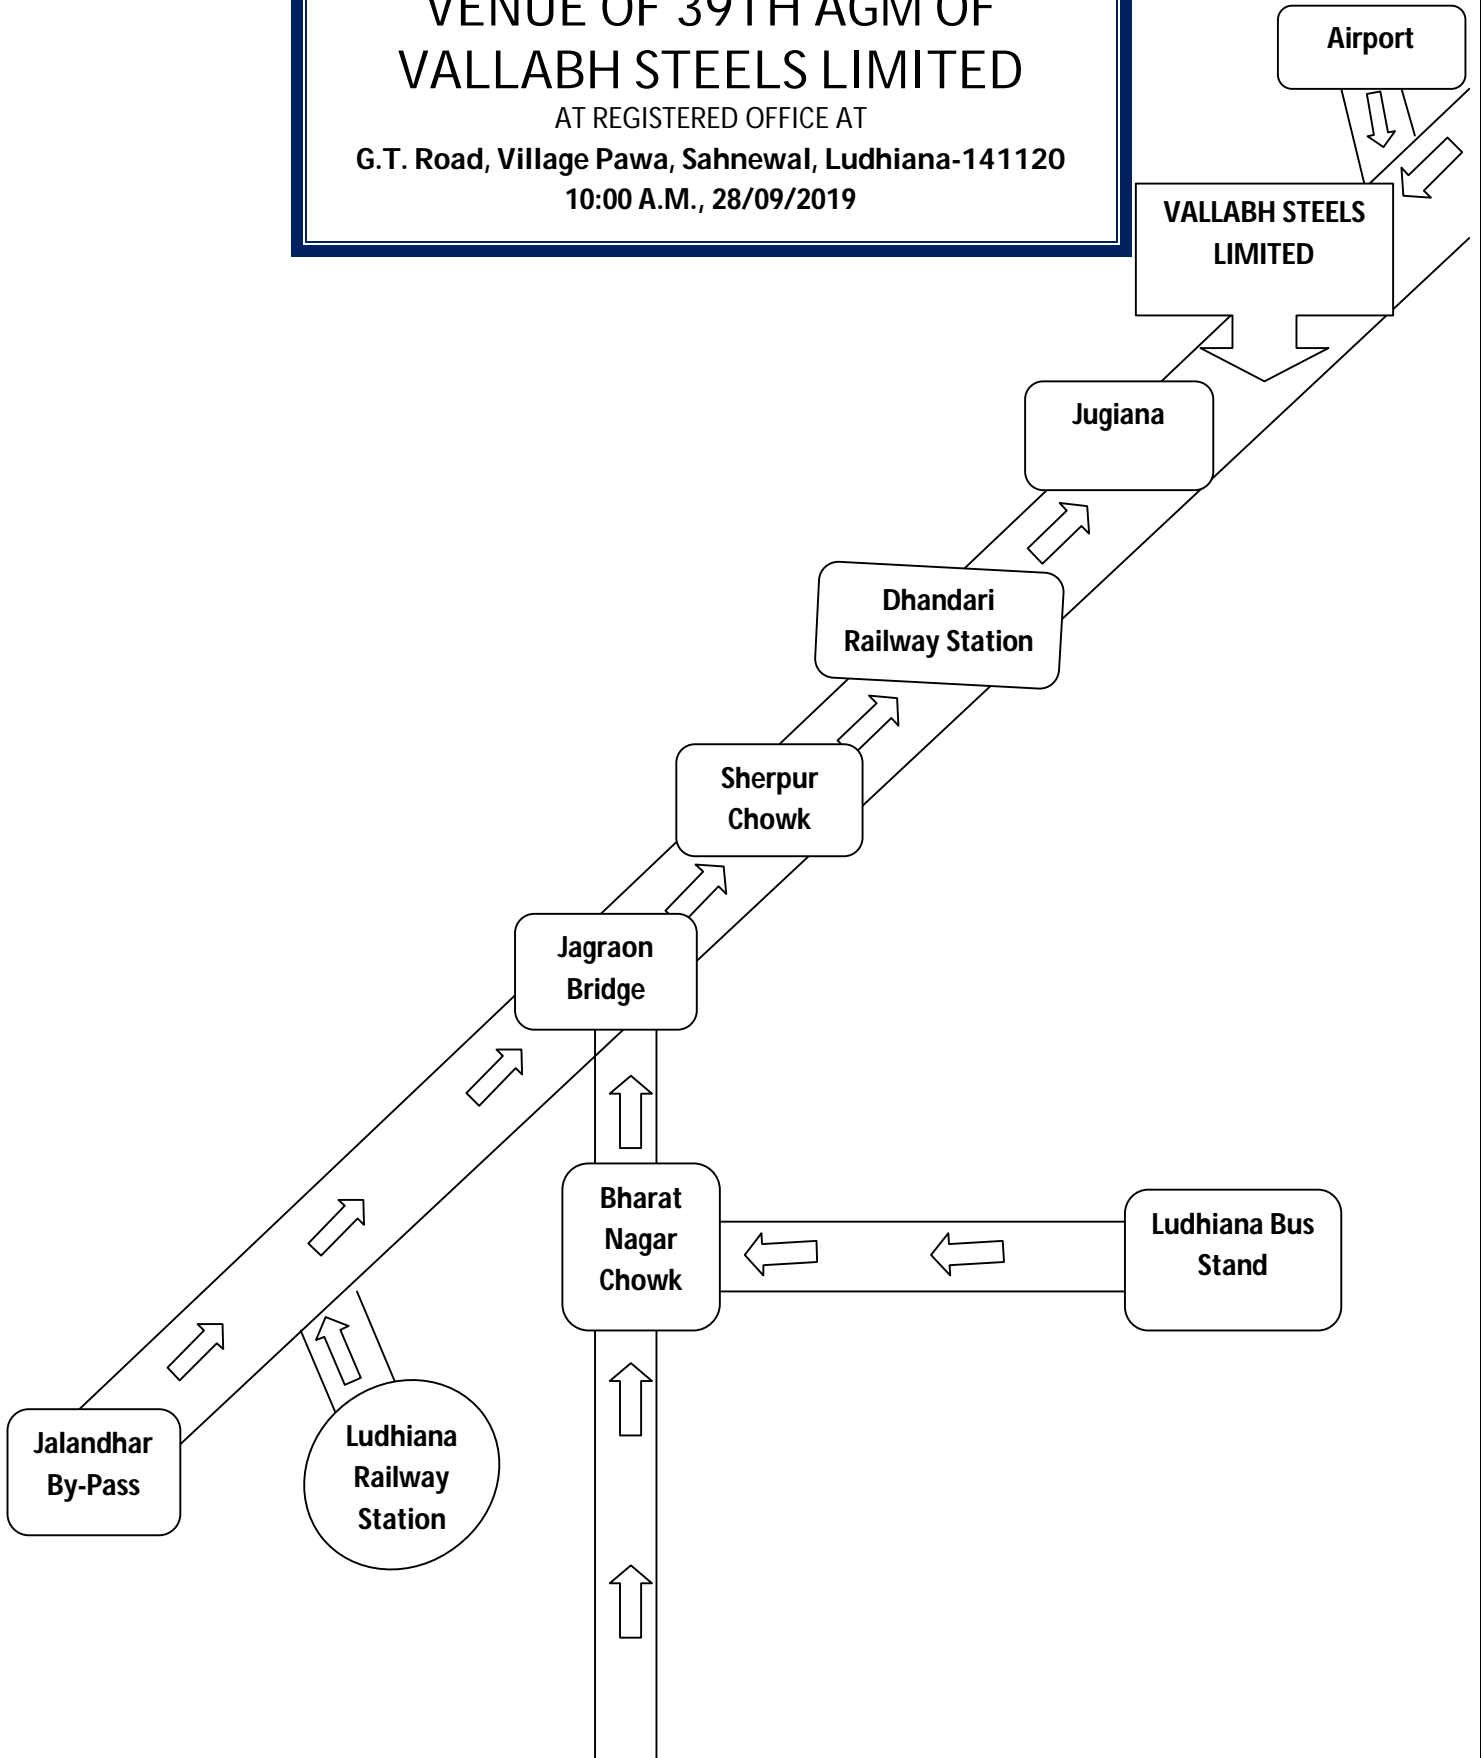 VENUE OF 39TH AGM OF
VALLABH STEELS LIMITED
AT REGISTERED OFFICE AT
G.T. Road, Village Pawa, Sahnewal, Ludhiana-141120
10:00 A.M., 28/09/2019
Airport
VALLABH STEELS
LIMITED
Jugiana
Dhandari
Railway Station
Sherpur
Chowk
Jagraon
Bridge
Bharat
Nagar
Chowk
Ludhiana Bus
Stand
Jalandhar
By-Pass
Ludhiana
Railway
Station